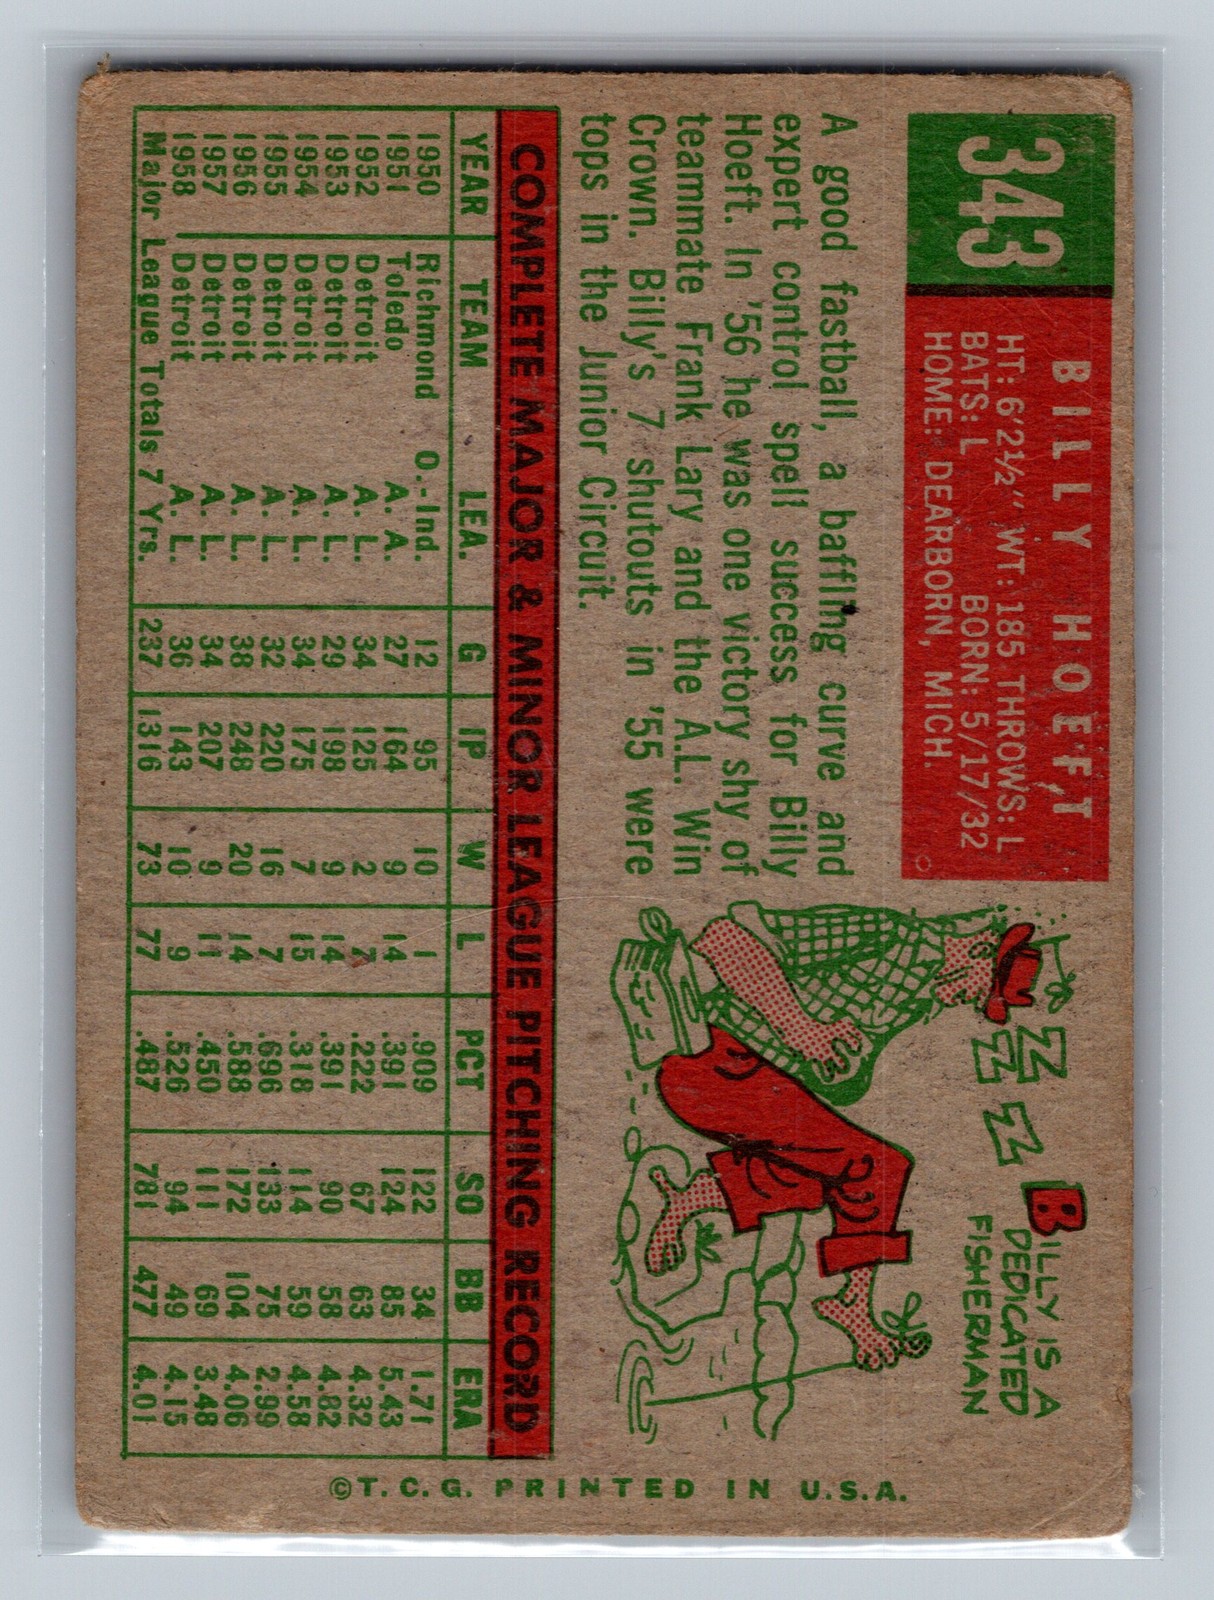 343
BILLY HOEFT
HT: 6'2½" WT: 185 THROWS: L
BATS: L BORN: 5/17/32
HOME: DEARBORN, MICH.
A good fastball, a baffling curve and
expert control spell success for Billy
Hoeft. In '56 he was one victory shy of
teammate Frank Lary and the A.L. Win
Crown. Billy's 7 shutouts in '55 were
tops in the Junior Circuit.
ZZZZ
BILLY IS A
DEDICATED
FISHERMAN
COMPLETE MAJOR & MINOR LEAGUE PITCHING RECORD
YEAR TEAM LEA. G IP W L PCT SO BB ERA
1950 Richmond O.-Ind. 12 95 10 1 .909 122 34 1.71
1951 Toledo A. A. 27 164 9 14 .391 124 85 5.43
1952 Detroit A. L. 34 125 2 7 .222 67 63 4.32
1953 Detroit A. L. 29 198 9 14 .391 90 58 4.82
1954 Detroit A. L. 34 175 7 15 .318 114 59 4.58
1955 Detroit A. L. 32 220 16 7 .696 133 75 2.99
1956 Detroit A. L. 38 248 20 14 .588 172 104 4.06
1957 Detroit A. L. 34 207 9 11 .450 111 69 3.48
1958 Detroit A. L. 36 143 10 9 .526 94 49 4.15
Major League Totals 7 Yrs. 237 1316 73 77 .487 781 477 4.01
©T. C. G. PRINTED IN U.S.A.